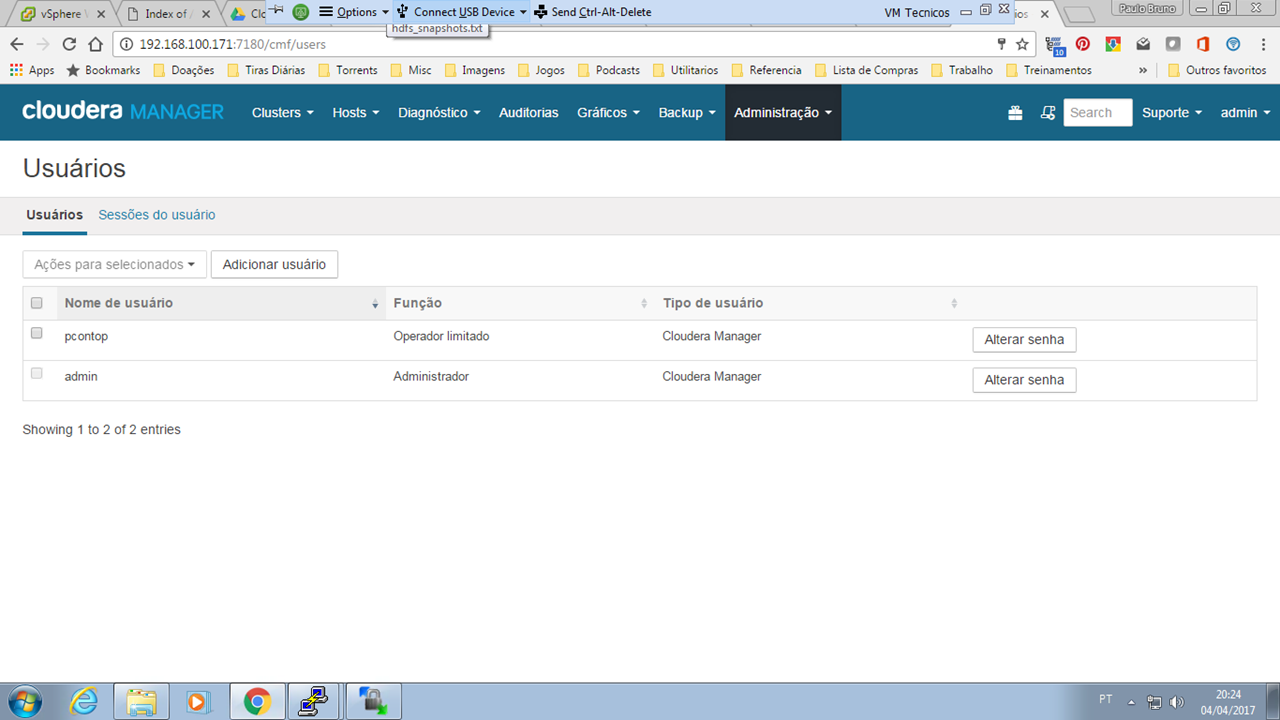 vSphere Index of Clo Options Connect USB Device Send Ctrl-Alt-Delete VM Tecnicos ios Paulo Bruno
hdfs_snapshots.txt
192.168.100.171:7180/cmf/users
10
Apps Bookmarks Doações Tiras Diárias Torrents Misc Imagens Jogos Podcasts Utilitarios Referencia Lista de Compras Trabalho Treinamentos » Outros favoritos
cloudera MANAGER Clusters Hosts Diagnóstico Auditorias Gráficos Backup Administração Search Suporte admin
Usuários
Usuários Sessões do usuário
Ações para selecionados Adicionar usuário
Nome de usuário Função Tipo de usuário
pcontop Operador limitado Cloudera Manager Alterar senha
admin Administrador Cloudera Manager Alterar senha
Showing 1 to 2 of 2 entries
PT 20:24
04/04/2017